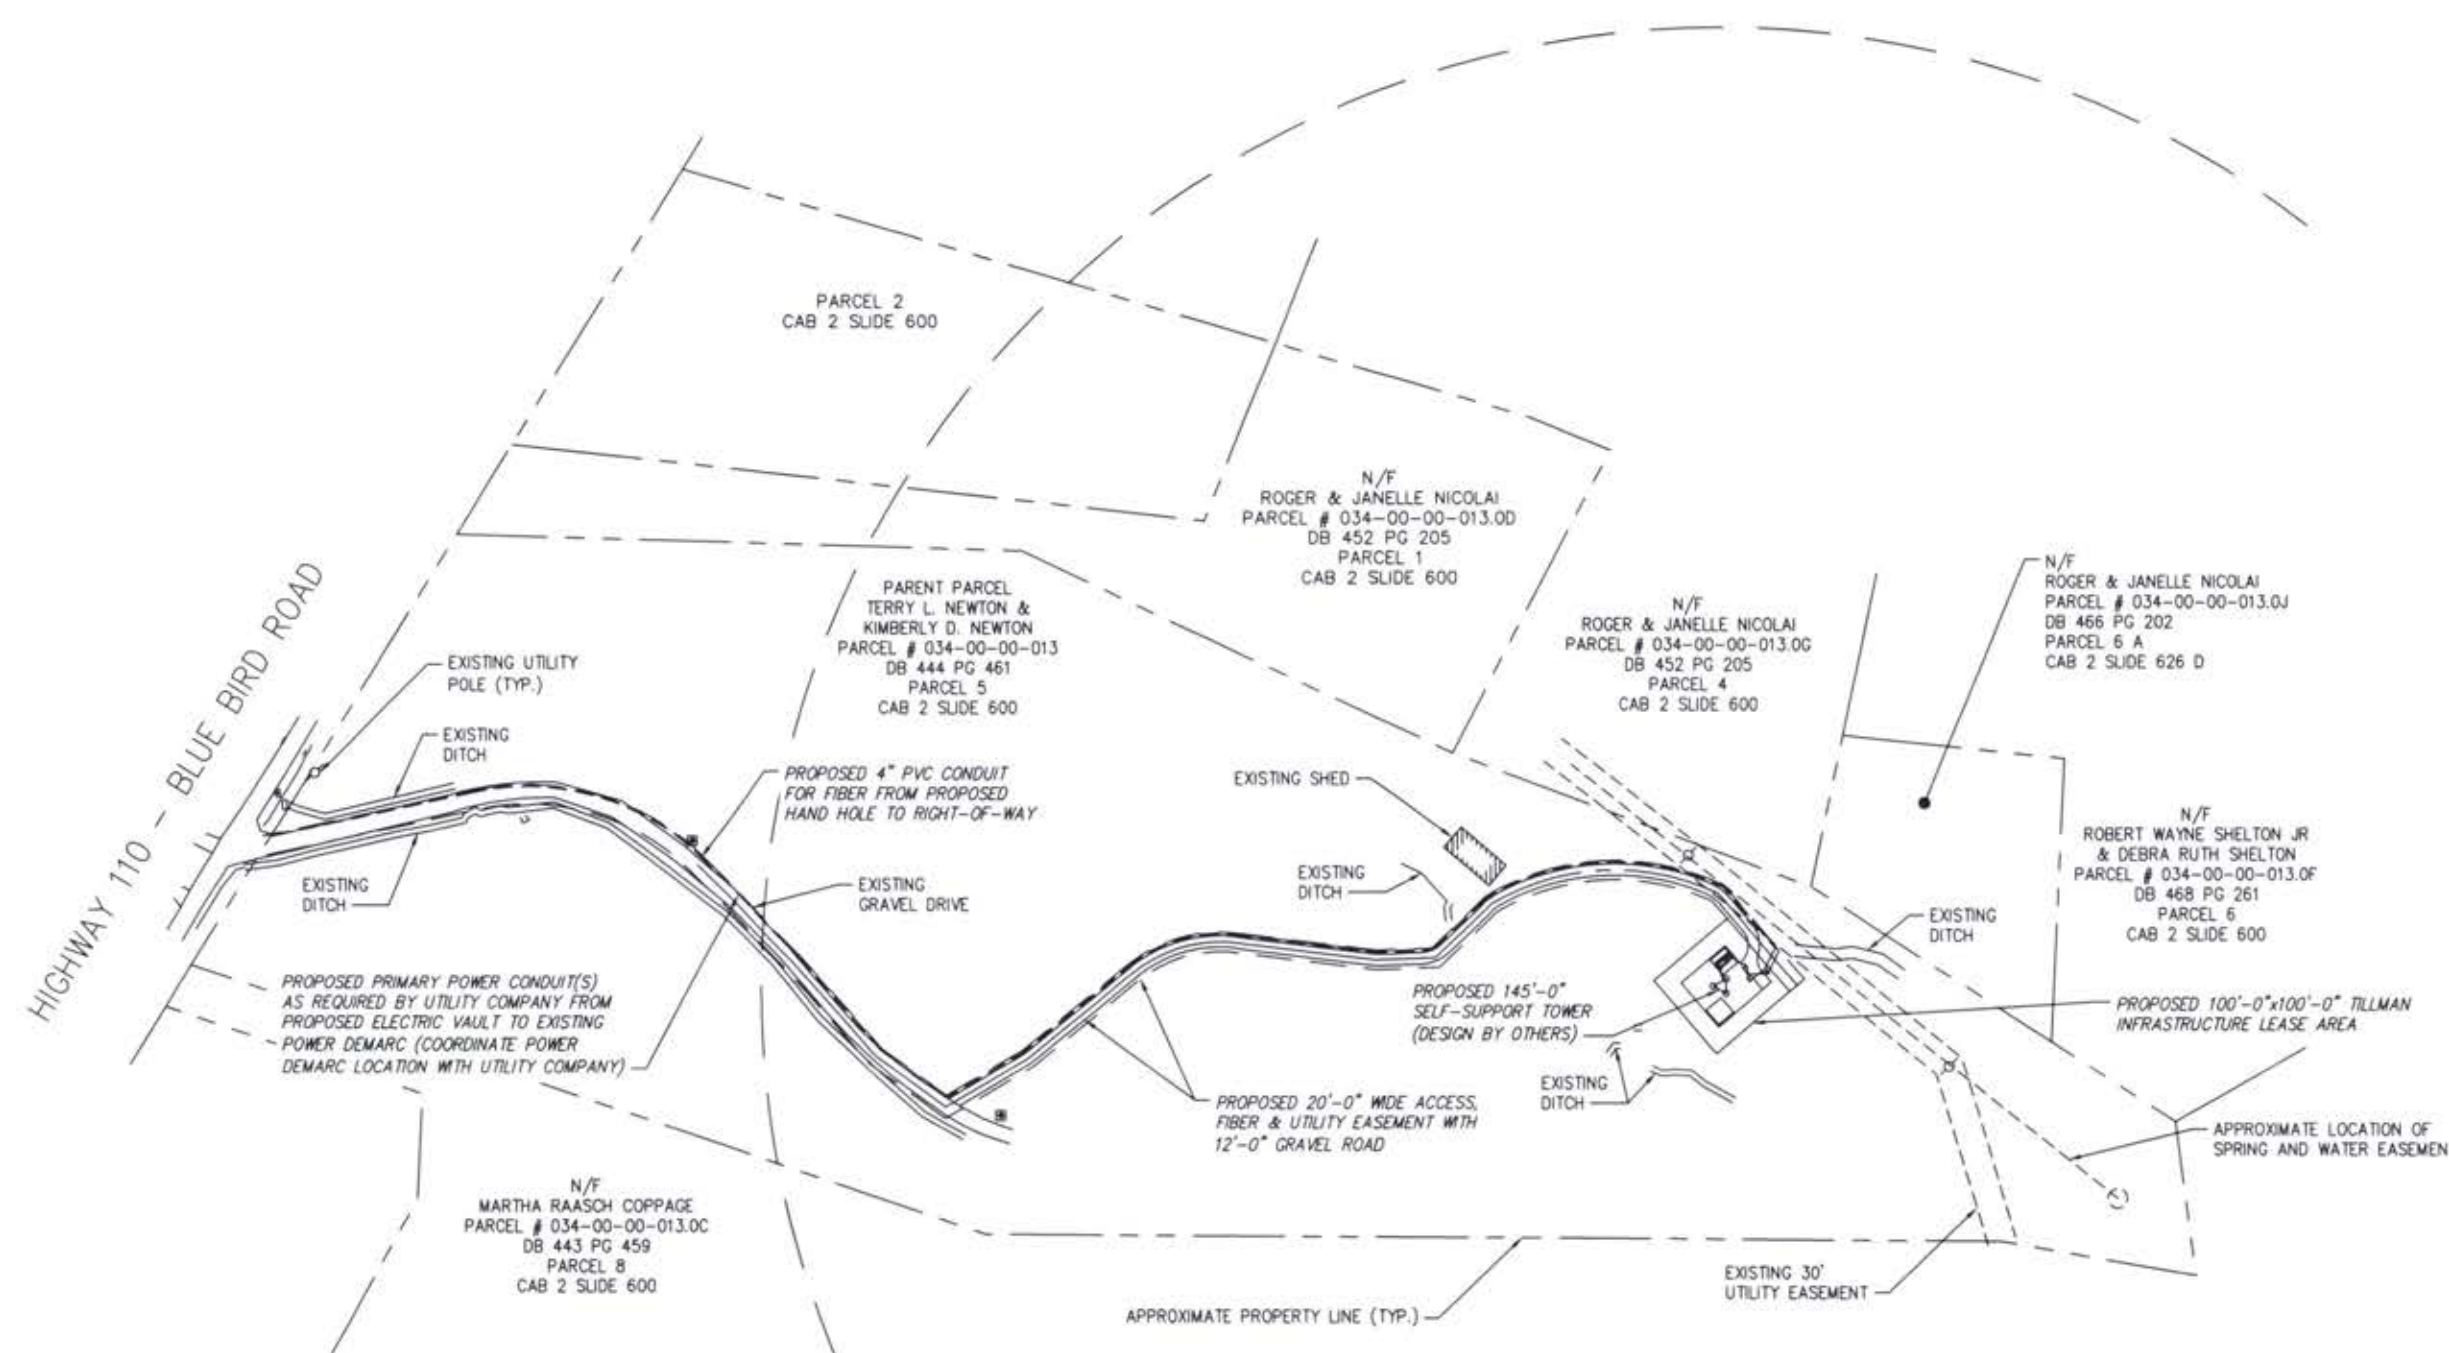 PARCEL 2
CAB 2 SLIDE 600
N/F
ROGER & JANELLE NICOLAI
PARCEL # 034-00-00-013.0D
DB 452 PG 205
PARCEL 1
CAB 2 SLIDE 600
N/F
ROGER & JANELLE NICOLAI
PARCEL # 034-00-00-013.0J
DB 466 PG 202
PARCEL 6 A
CAB 2 SLIDE 626 D
PARENT PARCEL
TERRY L. NEWTON &
KIMBERLY D. NEWTON
PARCEL # 034-00-00-013
DB 444 PG 461
PARCEL 5
CAB 2 SLIDE 600
N/F
ROGER & JANELLE NICOLAI
PARCEL # 034-00-00-013.0G
DB 452 PG 205
PARCEL 4
CAB 2 SLIDE 600
HIGHWAY 110 - BLUE BIRD ROAD
EXISTING UTILITY
POLE (TYP.)
EXISTING
DITCH
PROPOSED 4" PVC CONDUIT
FOR FIBER FROM PROPOSED
HAND HOLE TO RIGHT-OF-WAY
EXISTING SHED
N/F
ROBERT WAYNE SHELTON JR
& DEBRA RUTH SHELTON
PARCEL # 034-00-00-013.0F
DB 468 PG 261
PARCEL 6
CAB 2 SLIDE 600
EXISTING
DITCH
EXISTING
GRAVEL DRIVE
EXISTING
DITCH
EXISTING
DITCH
PROPOSED PRIMARY POWER CONDUIT(S)
AS REQUIRED BY UTILITY COMPANY FROM
PROPOSED ELECTRIC VAULT TO EXISTING
POWER DEMARC (COORDINATE POWER
DEMARC LOCATION WITH UTILITY COMPANY)
PROPOSED 145'-0"
SELF-SUPPORT TOWER
(DESIGN BY OTHERS)
PROPOSED 100'-0"x100'-0" TILLMAN
INFRASTRUCTURE LEASE AREA
EXISTING
DITCH
PROPOSED 20'-0" WIDE ACCESS,
FIBER & UTILITY EASEMENT WITH
12'-0" GRAVEL ROAD
APPROXIMATE LOCATION OF
SPRING AND WATER EASEMEN
N/F
MARTHA RAASCH COPPAGE
PARCEL # 034-00-00-013.0C
DB 443 PG 459
PARCEL 8
CAB 2 SLIDE 600
EXISTING 30'
UTILITY EASEMENT
APPROXIMATE PROPERTY LINE (TYP.)